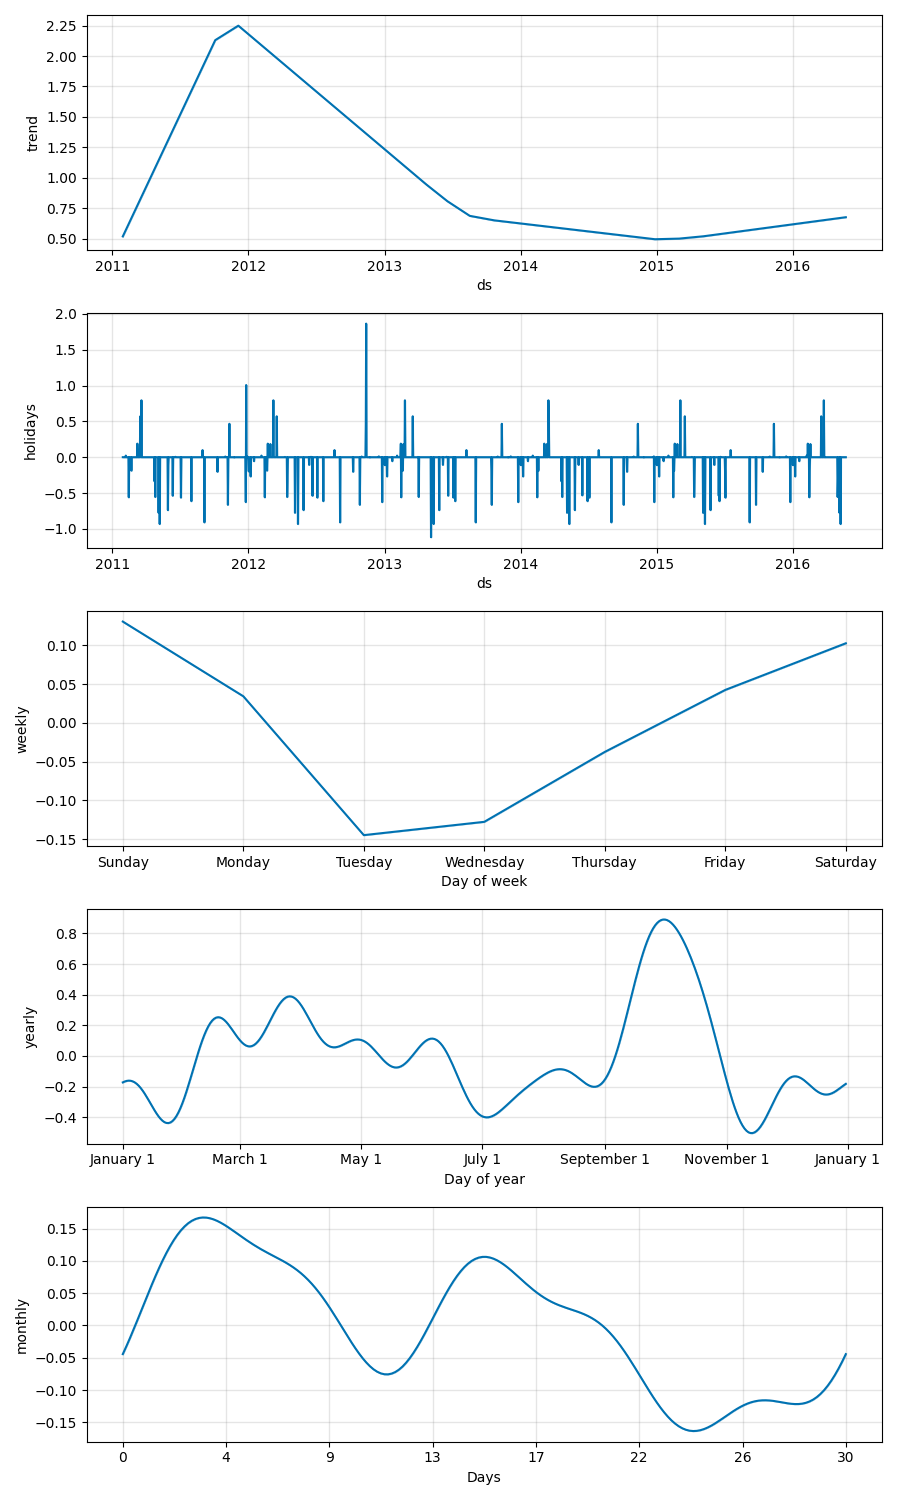 2.25
2.00
1.75
1.50
1.25
1.00
0.75
0.50
trend
2011 2012 2013 2014 2015 2016
ds
2.0
1.5
1.0
0.5
0.0
−0.5
−1.0
holidays
2011 2012 2013 2014 2015 2016
ds
0.10
0.05
0.00
−0.05
−0.10
−0.15
weekly
Sunday Monday Tuesday Wednesday Thursday Friday Saturday
Day of week
0.8
0.6
0.4
0.2
0.0
−0.2
−0.4
yearly
January 1 March 1 May 1 July 1 September 1 November 1 January 1
Day of year
0.15
0.10
0.05
0.00
−0.05
−0.10
−0.15
monthly
0 4 9 13 17 22 26 30
Days